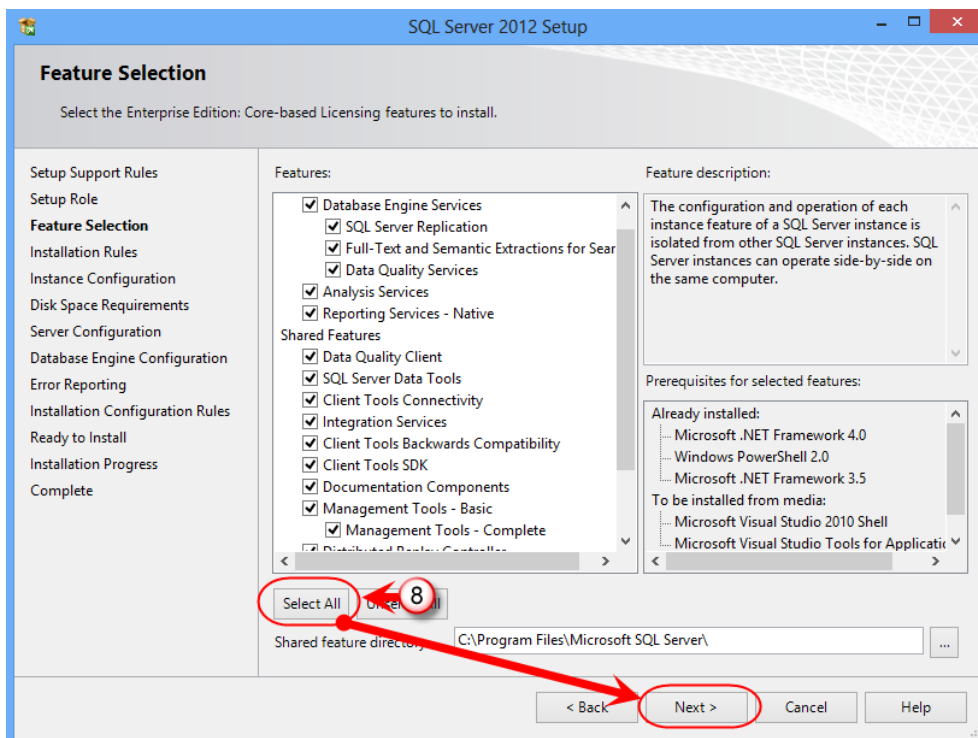 SQL Server 2012 Setup
Feature Selection
Select the Enterprise Edition: Core-based Licensing features to install.
Setup Support Rules
Setup Role
Feature Selection
Installation Rules
Instance Configuration
Disk Space Requirements
Server Configuration
Database Engine Configuration
Error Reporting
Installation Configuration Rules
Ready to Install
Installation Progress
Complete
Features:
Database Engine Services
SQL Server Replication
Full-Text and Semantic Extractions for Sear
Data Quality Services
Analysis Services
Reporting Services - Native
Shared Features
Data Quality Client
SQL Server Data Tools
Client Tools Connectivity
Integration Services
Client Tools Backwards Compatibility
Client Tools SDK
Documentation Components
Management Tools - Basic
Management Tools - Complete
Distributed Replay Controller
Feature description:
The configuration and operation of each
instance feature of a SQL Server instance is
isolated from other SQL Server instances. SQL
Server instances can operate side-by-side on
the same computer.
Prerequisites for selected features:
Already installed:
Microsoft .NET Framework 4.0
Windows PowerShell 2.0
Microsoft .NET Framework 3.5
To be installed from media:
Microsoft Visual Studio 2010 Shell
Microsoft Visual Studio Tools for Applicatic
Select All
8
Shared feature directory
C:\Program Files\Microsoft SQL Server\
...
< Back
Next >
Cancel
Help